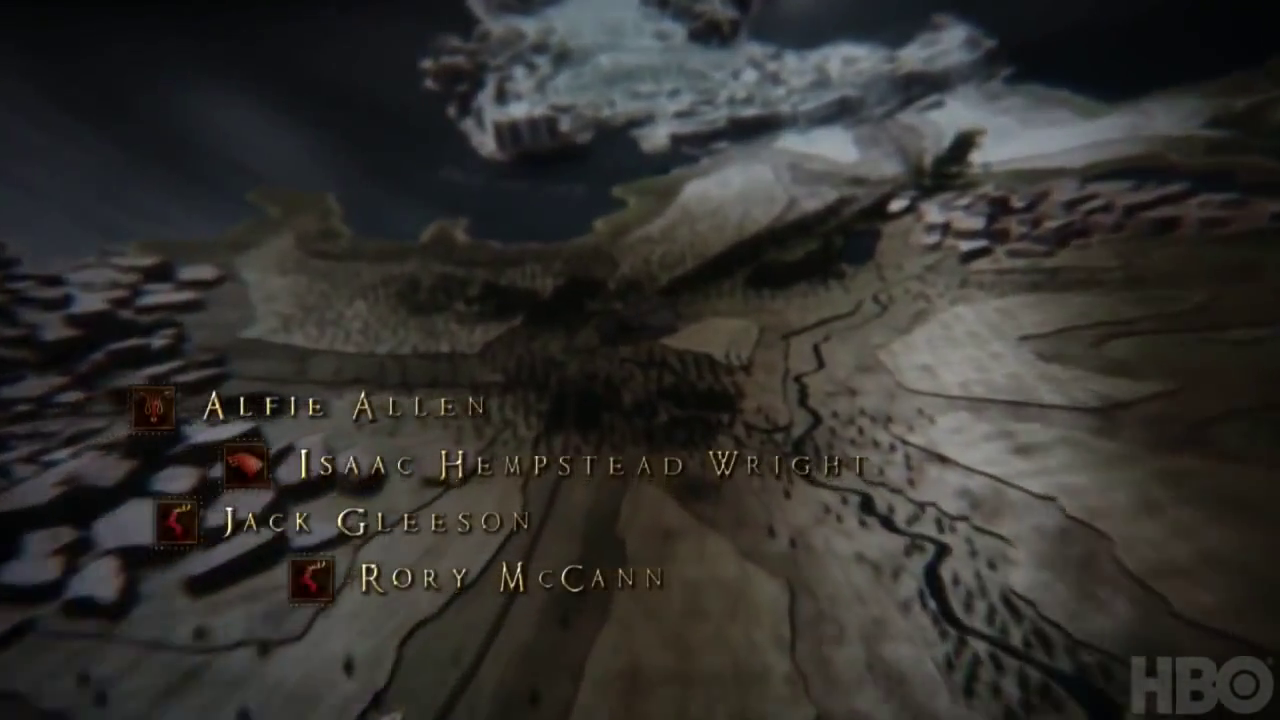 Alfie Allen
Isaac Hempstead Wright
Jack Gleeson
Rory McCann
HBO